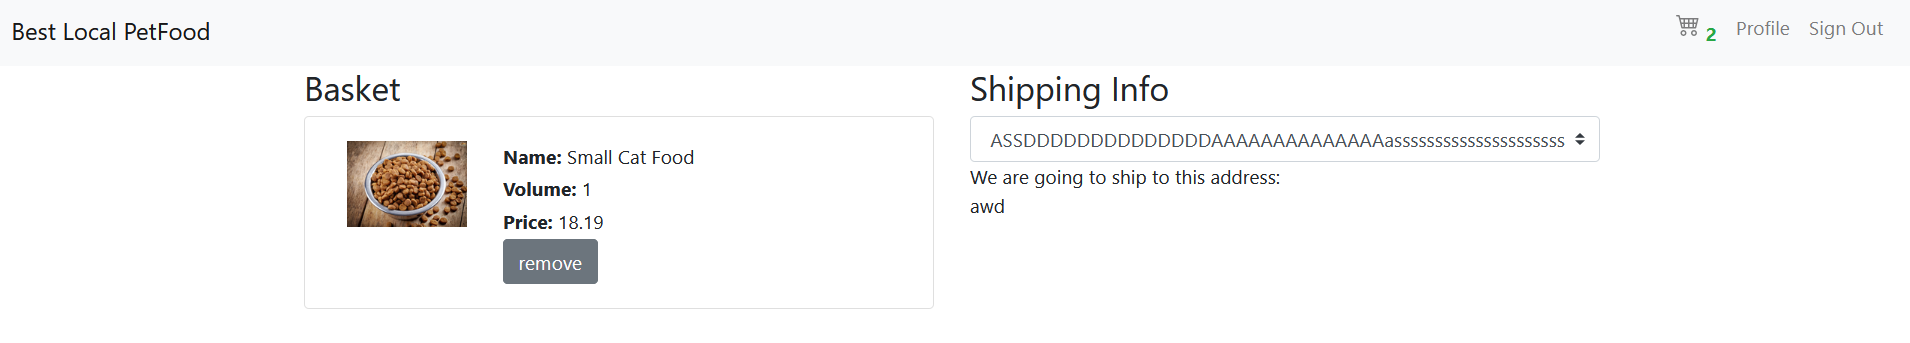 Best Local PetFood
2 Profile Sign Out
Basket
Name: Small Cat Food
Volume: 1
Price: 18.19
remove
Shipping Info
ASSDDDDDDDDDDDDDDAAAAAAAAAAAAAAasssssssssssssssssssss
We are going to ship to this address:
awd